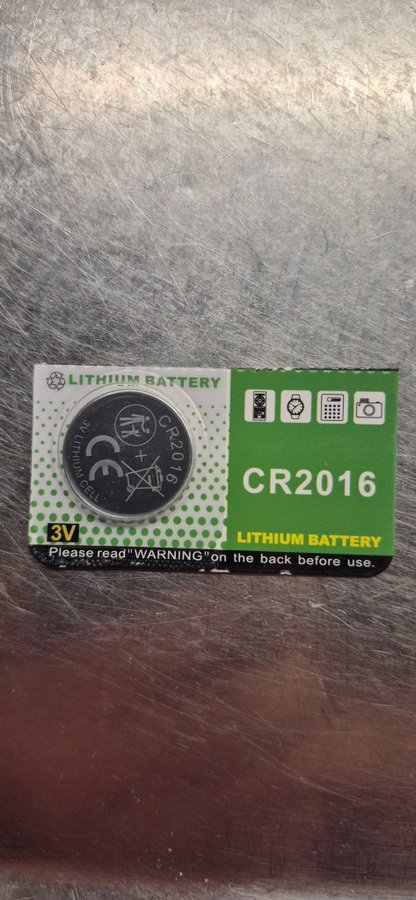 LITHIUM BATTERY
CR2016
3V LITHIUM CELL
CE
+
3V
CR2016
LITHIUM BATTERY
Please read "WARNING" on the back before use.